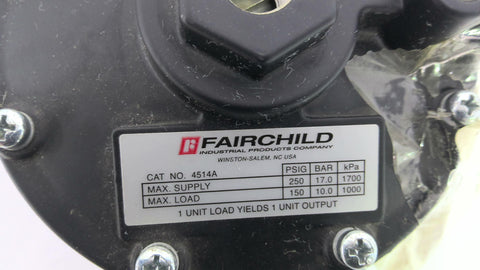 FAIRCHILD
INDUSTRIAL PRODUCTS COMPANY
WINSTON-SALEM, NC USA
CAT NO. 4514A PSIG BAR kPa
MAX. SUPPLY 250 17.0 1700
MAX. LOAD 150 10.0 1000
1 UNIT LOAD YIELDS 1 UNIT OUTPUT